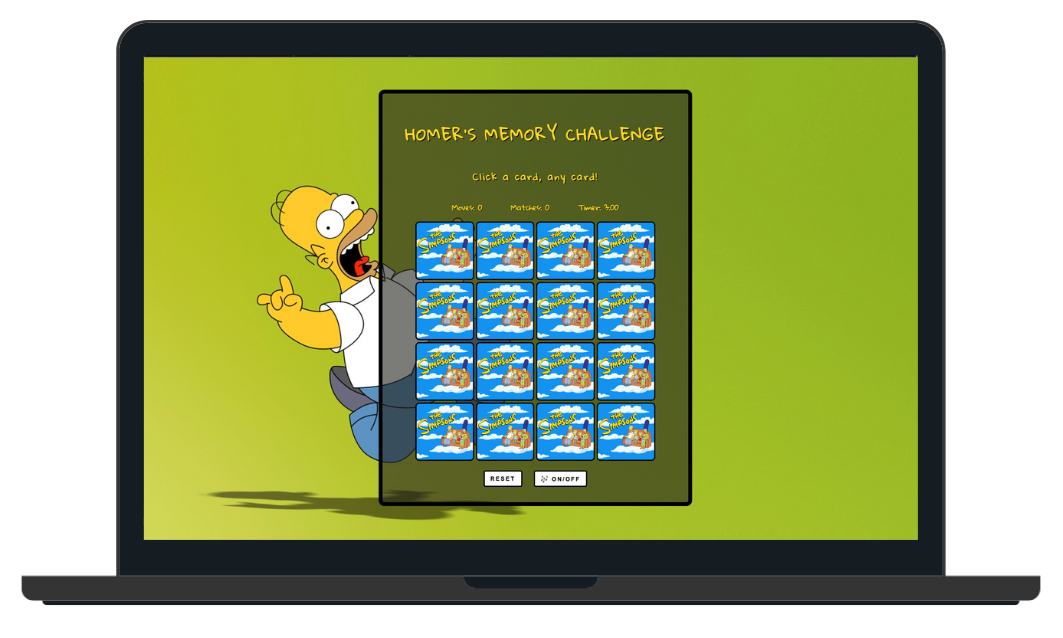 HOMER'S MEMORY CHALLENGE
Click a card, any card!
Moves: 0 Matches: 0 Timer: 3:00
THE SIMPSONS THE SIMPSONS THE SIMPSONS THE SIMPSONS
THE SIMPSONS THE SIMPSONS THE SIMPSONS THE SIMPSONS
THE SIMPSONS THE SIMPSONS THE SIMPSONS THE SIMPSONS
THE SIMPSONS THE SIMPSONS THE SIMPSONS THE SIMPSONS
RESET ON/OFF